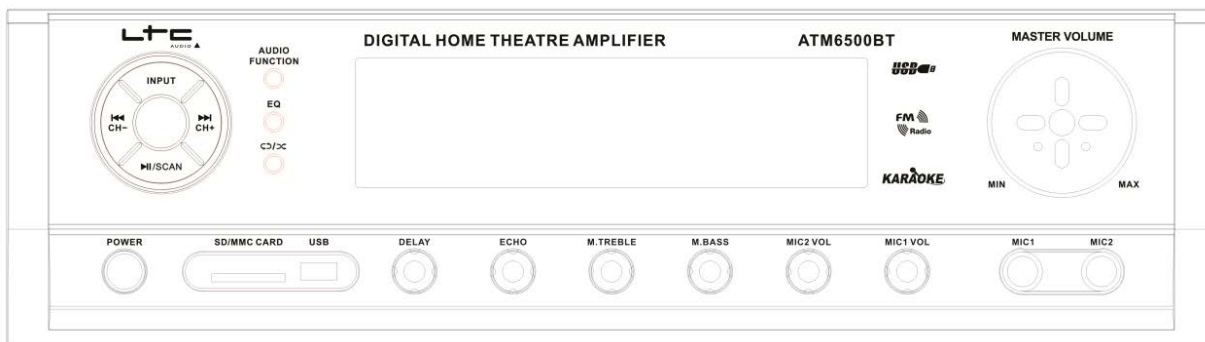 LTC
AUDIO
DIGITAL HOME THEATRE AMPLIFIER
ATM6500BT
MASTER VOLUME
AUDIO
FUNCTION
INPUT
EQ
CH-
CH+
/SCAN
USB
FM
Radio
KARAOKE
MIN
MAX
POWER
SD/MMC CARD
USB
DELAY
ECHO
M.TREBLE
M.BASS
MIC2 VOL
MIC1 VOL
MIC1
MIC2